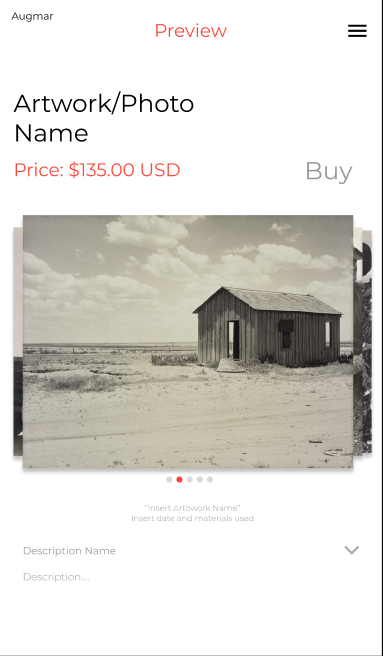 Augmar
Preview
Artwork/Photo
Name
Price: $135.00 USD
Buy
"Insert Artowork Name"
Insert date and materials used
Description Name
Description....